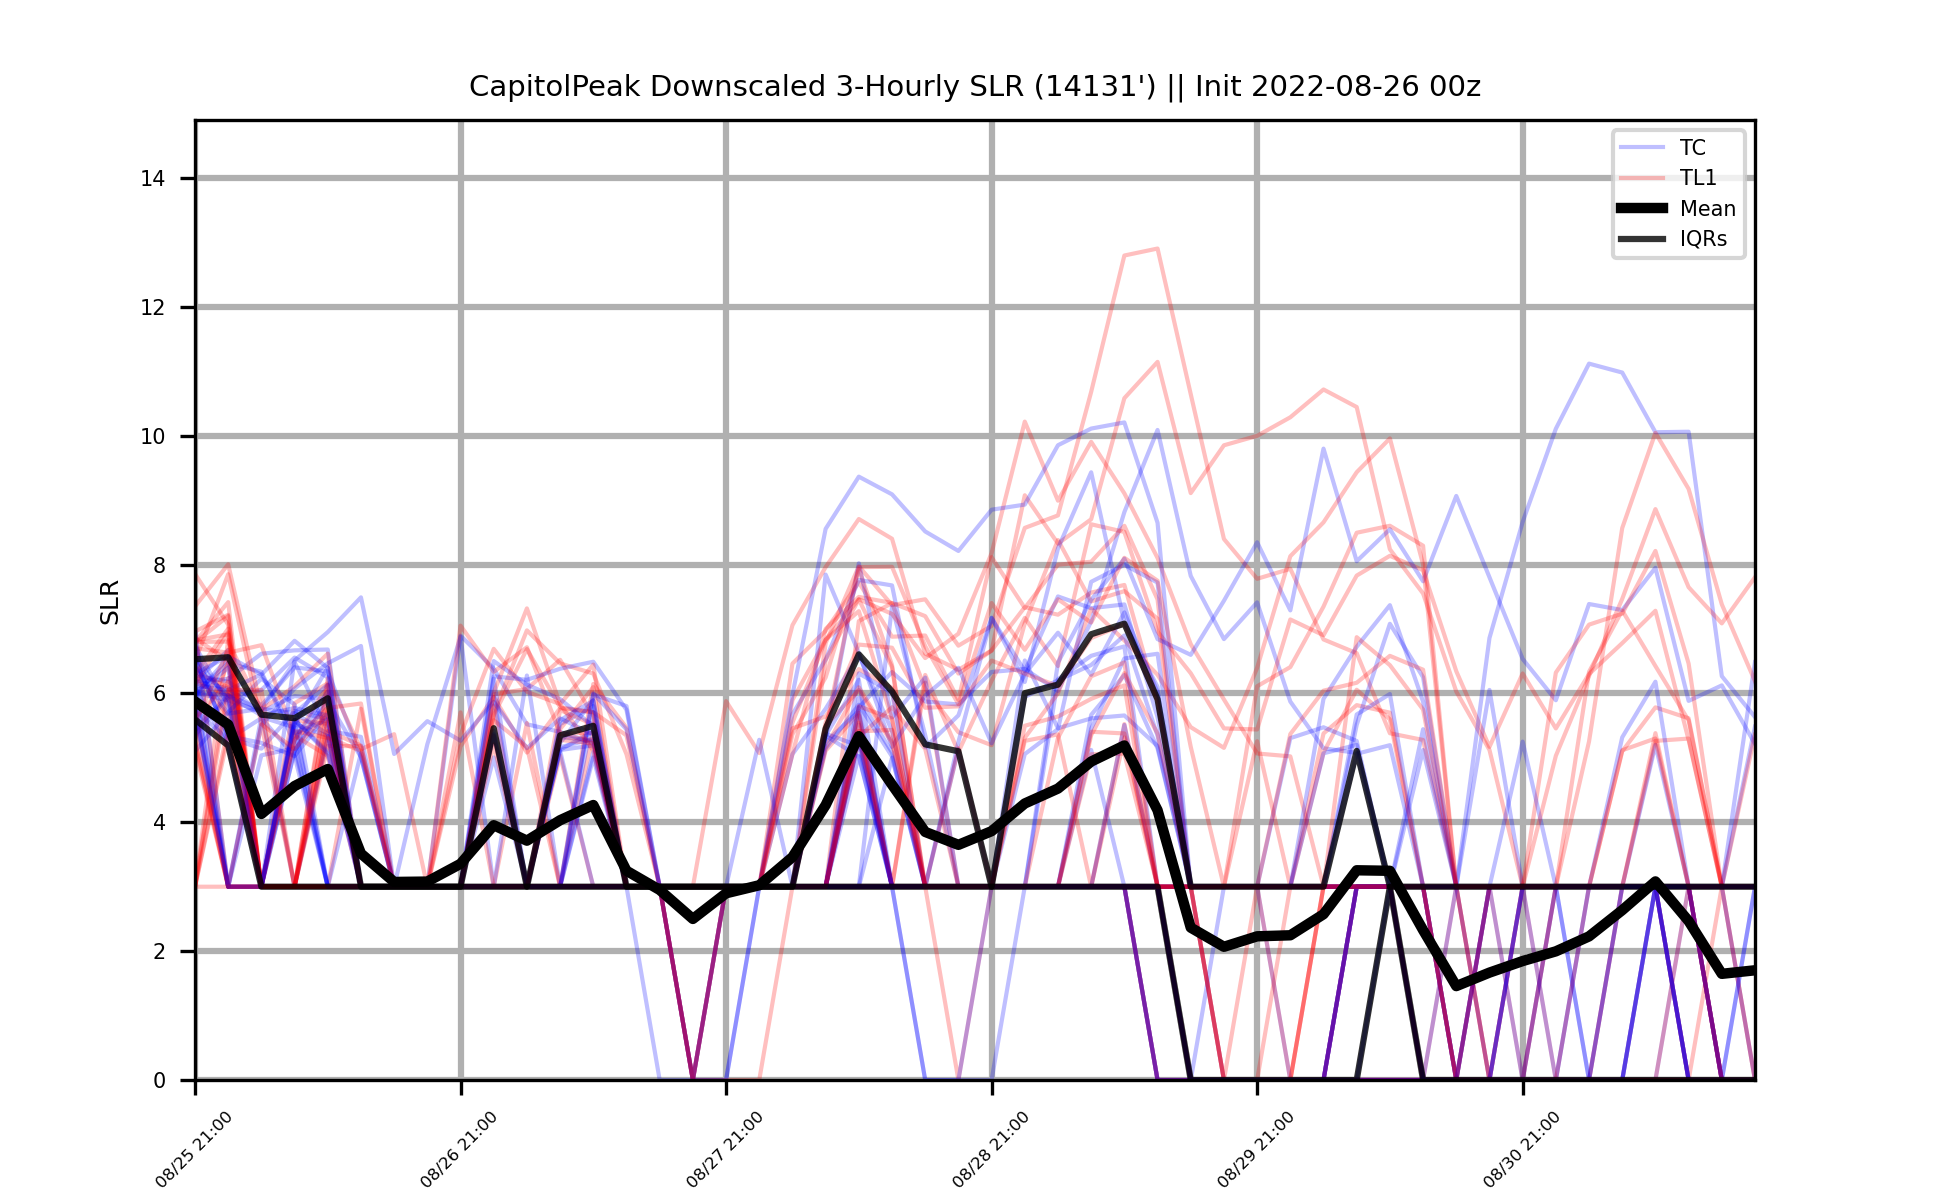 CapitolPeak Downscaled 3-Hourly SLR (14131') || Init 2022-08-26 00z
TC
TL1
Mean
IQRs
SLR
14
12
10
8
6
4
2
0
08/25 21:00
08/26 21:00
08/27 21:00
08/28 21:00
08/29 21:00
08/30 21:00